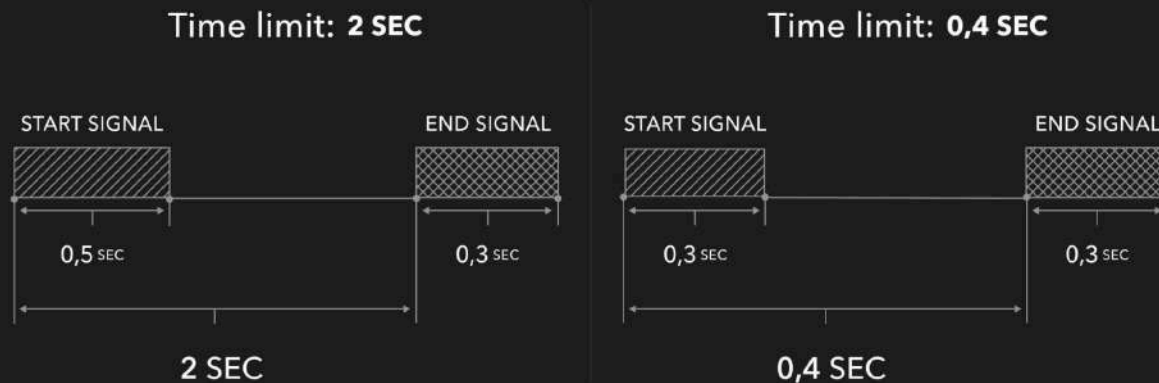 Time limit: 2 SEC
START SIGNAL
END SIGNAL
0,5 SEC
0,3 SEC
2 SEC
Time limit: 0,4 SEC
START SIGNAL
END SIGNAL
0,3 SEC
0,3 SEC
0,4 SEC